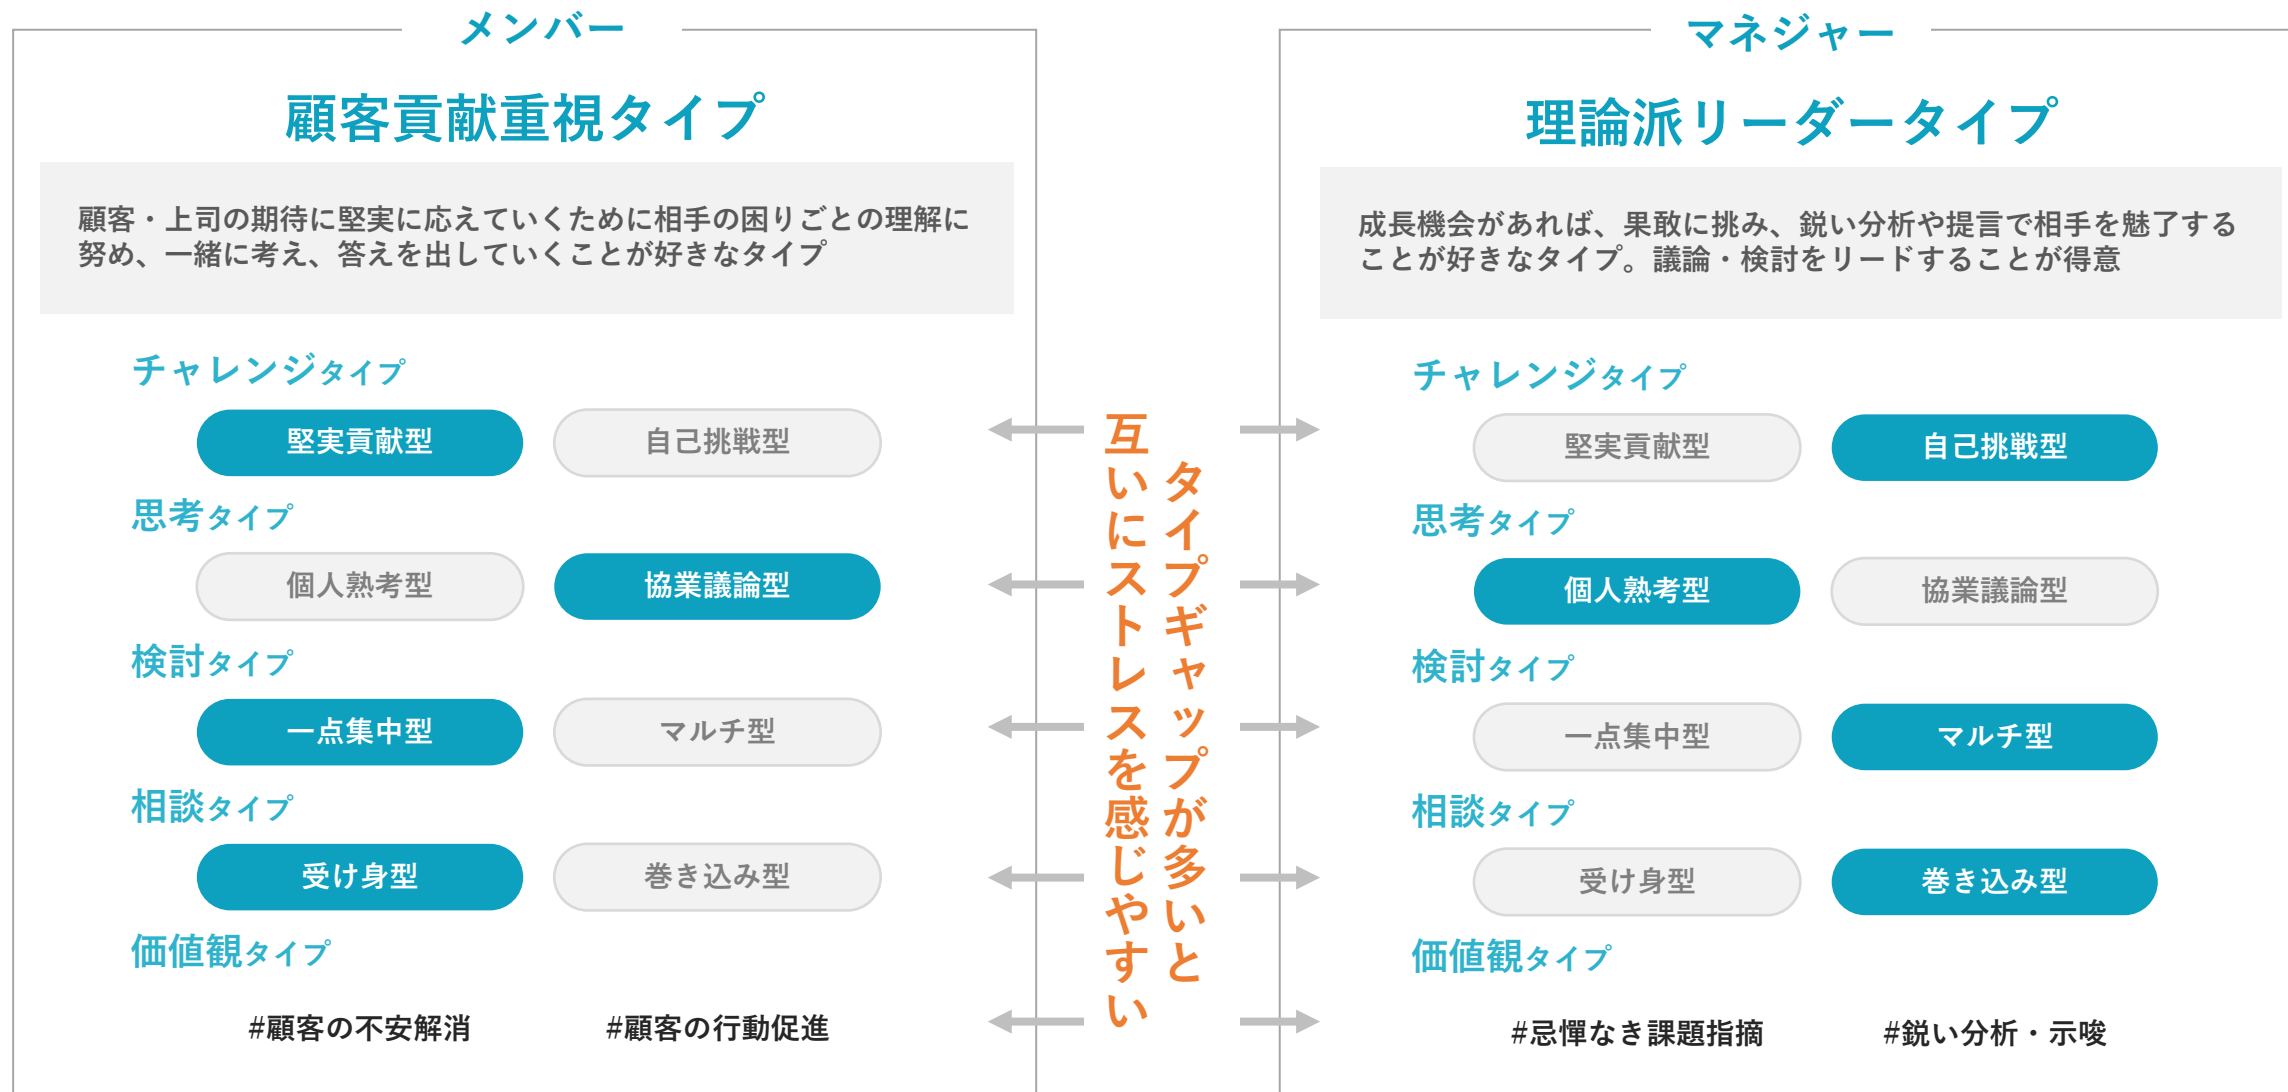 メンバー
顧客貢献重視タイプ
顧客・上司の期待に堅実に応えていくために相手の困りごとの理解に
努め、一緒に考え、答えを出していくことが好きなタイプ
チャレンジタイプ
堅実貢献型
自己挑戦型
思考タイプ
個人熟考型
協業議論型
検討タイプ
一点集中型
マルチ型
相談タイプ
受け身型
巻き込み型
価値観タイプ
#顧客の不安解消
#顧客の行動促進
タイプギャップが多いと
互いにストレスを感じやすい
マネジャー
理論派リーダータイプ
成長機会があれば、果敢に挑み、鋭い分析や提言で相手を魅了する
ことが好きなタイプ。議論・検討をリードすることが得意
チャレンジタイプ
堅実貢献型
自己挑戦型
思考タイプ
個人熟考型
協業議論型
検討タイプ
一点集中型
マルチ型
相談タイプ
受け身型
巻き込み型
価値観タイプ
#忌憚なき課題指摘
#鋭い分析・示唆